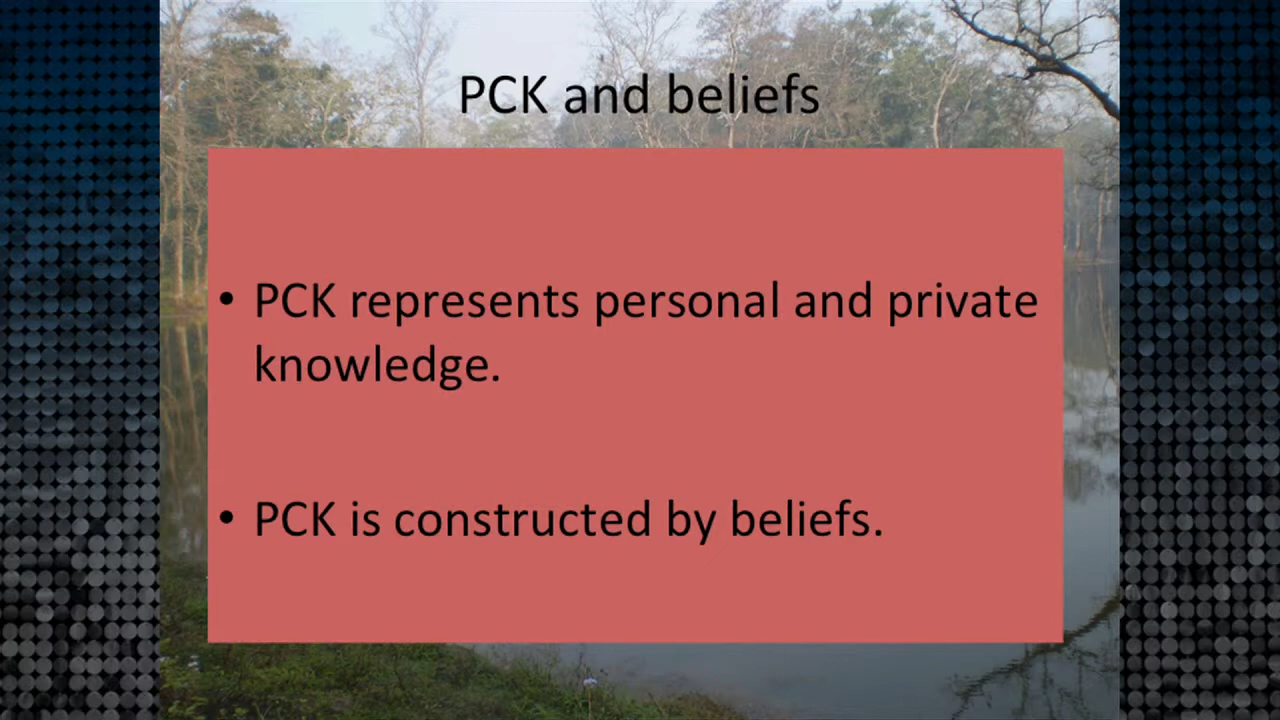 PCK and beliefs
• PCK represents personal and private
knowledge.
• PCK is constructed by beliefs.